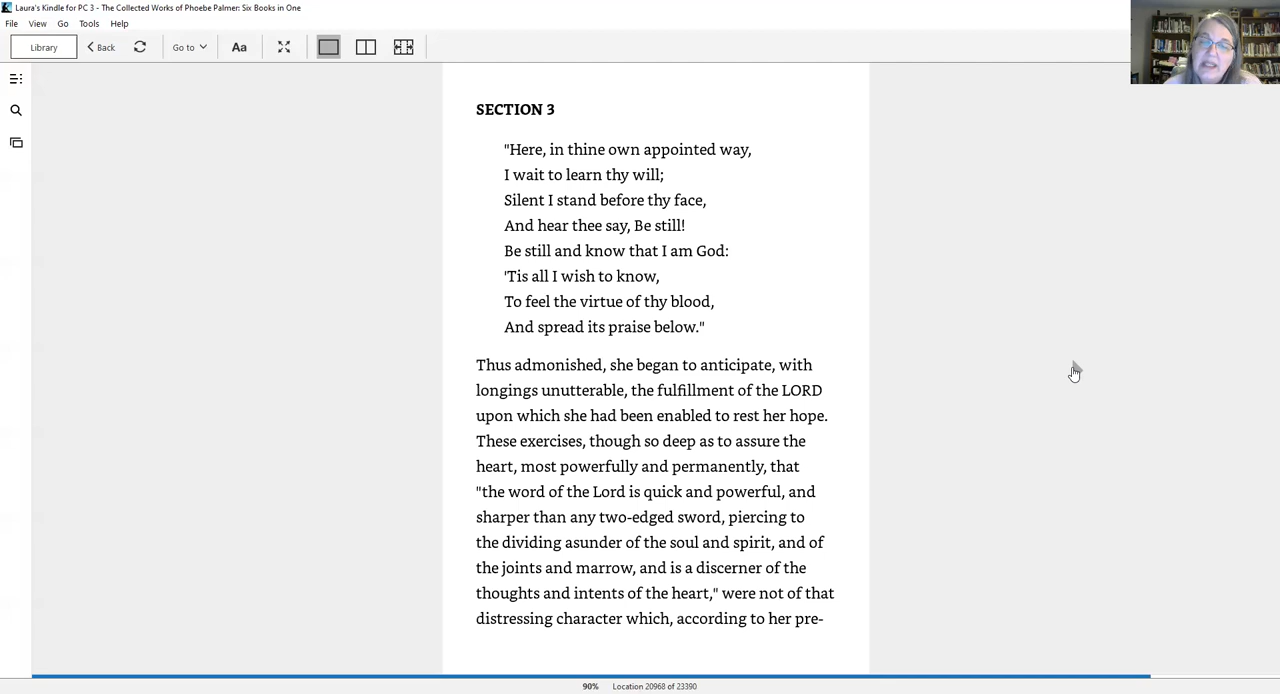 Laura's Kindle for PC 3 - The Collected Works of Phoebe Palmer: Six Books in One
File View Go Tools Help
Library Back Go to Aa
SECTION 3
"Here, in thine own appointed way,
I wait to learn thy will;
Silent I stand before thy face,
And hear thee say, Be still!
Be still and know that I am God:
'Tis all I wish to know,
To feel the virtue of thy blood,
And spread its praise below."
Thus admonished, she began to anticipate, with
longings unutterable, the fulfillment of the LORD
upon which she had been enabled to rest her hope.
These exercises, though so deep as to assure the
heart, most powerfully and permanently, that
"the word of the Lord is quick and powerful, and
sharper than any two-edged sword, piercing to
the dividing asunder of the soul and spirit, and of
the joints and marrow, and is a discerner of the
thoughts and intents of the heart," were not of that
distressing character which, according to her pre-
90% Location 20968 of 23390